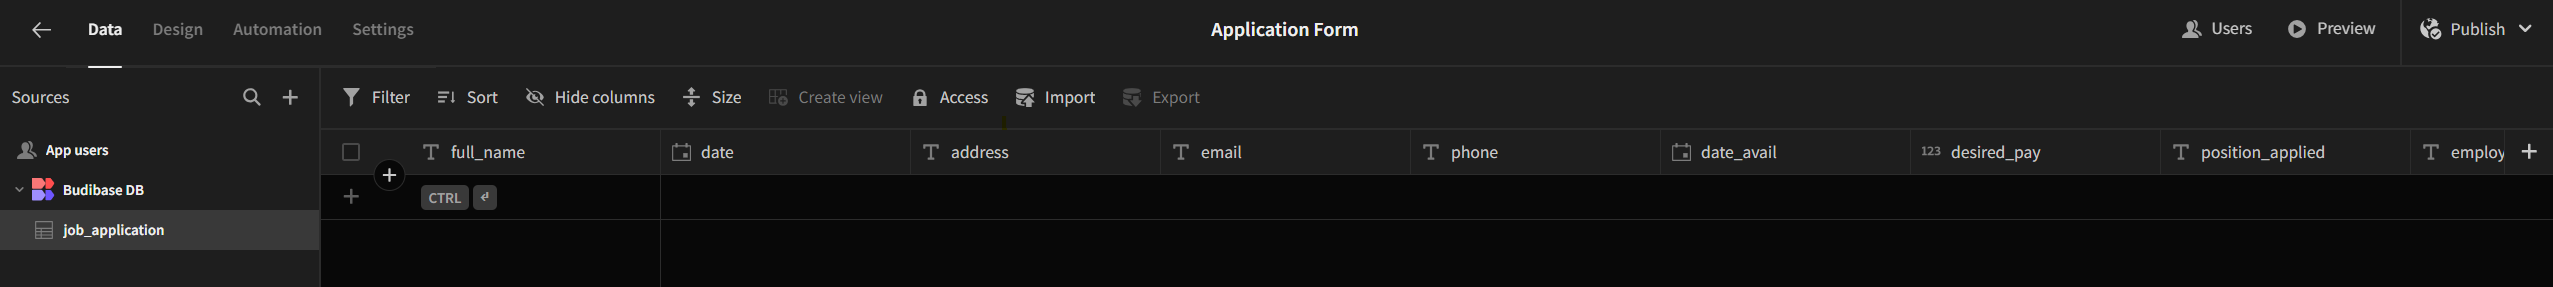 Data Design Automation Settings Application Form Users Preview Publish
Sources Filter Sort Hide columns Size Create view Access Import Export
App users
Budibase DB
job_application
full_name date address email phone date_avail 123 desired_pay position_applied employ
CTRL